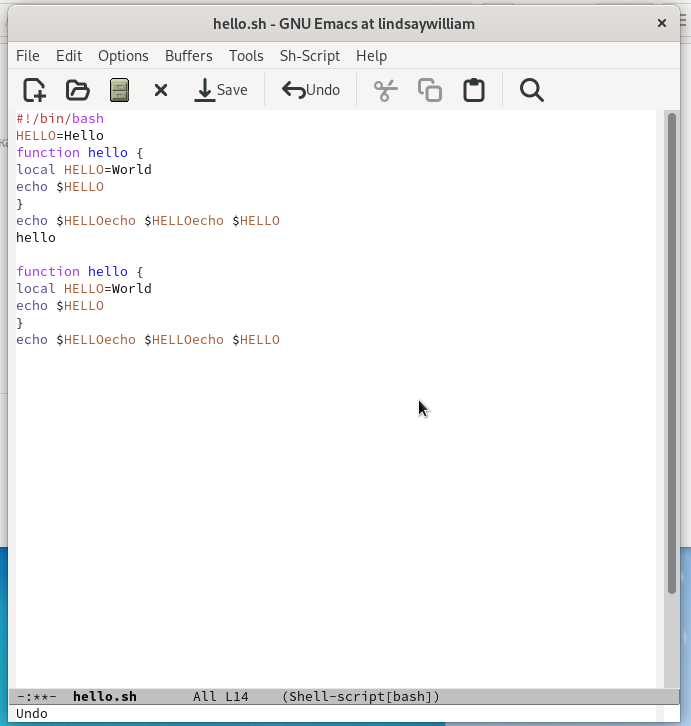 hello.sh - GNU Emacs at lindsaywilliam
File Edit Options Buffers Tools Sh-Script Help
Save Undo
#!/bin/bash
HELLO=Hello
function hello {
local HELLO=World
echo $HELLO
}
echo $HELLOecho $HELLOecho $HELLO
hello
function hello {
local HELLO=World
echo $HELLO
}
echo $HELLOecho $HELLOecho $HELLO
-:**- hello.sh All L14 (Shell-script[bash])
Undo